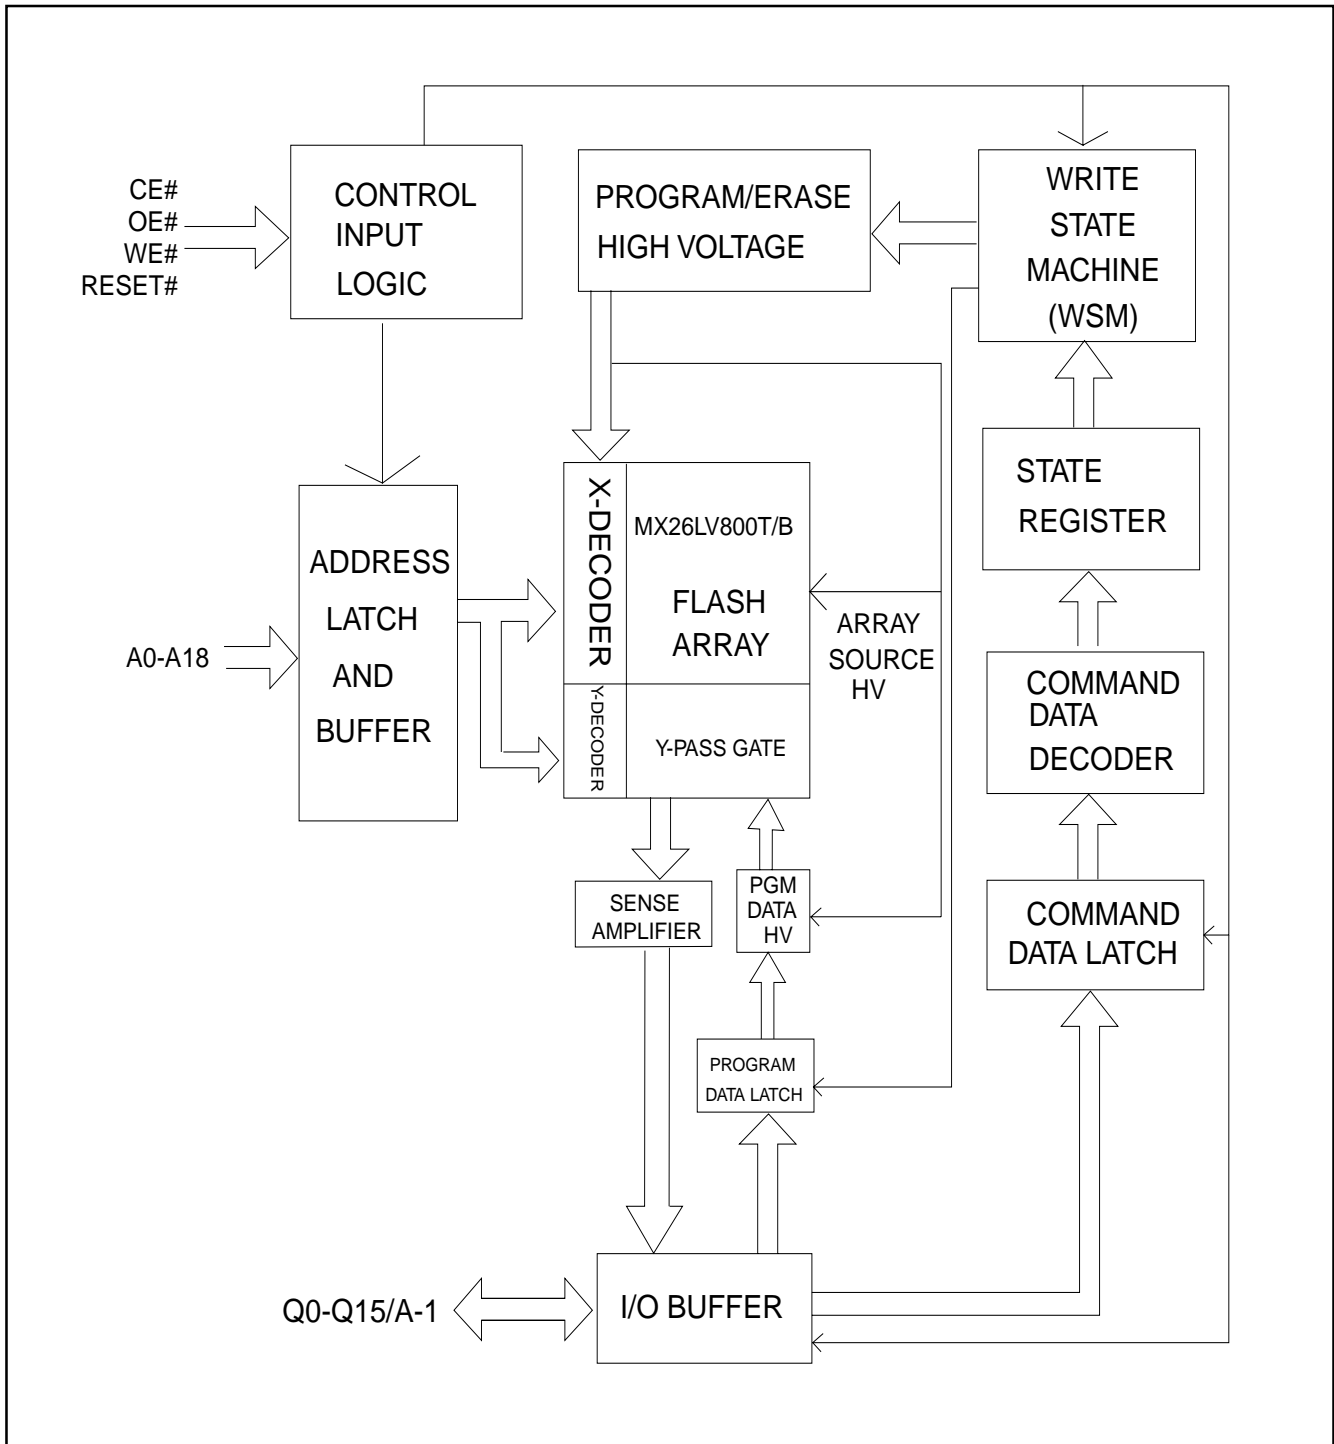 CE#
OE#
WE#
RESET#
CONTROL
INPUT
LOGIC
PROGRAM/ERASE
HIGH VOLTAGE
WRITE
STATE
MACHINE
(WSM)
STATE
REGISTER
A0-A18
ADDRESS
LATCH
AND
BUFFER
X-DECODER
MX26LV800T/B
FLASH
ARRAY
ARRAY
SOURCE
HV
Y-DECODER
Y-PASS GATE
COMMAND
DATA
DECODER
SENSE
AMPLIFIER
PGM
DATA
HV
COMMAND
DATA LATCH
PROGRAM
DATA LATCH
Q0-Q15/A-1
I/O BUFFER